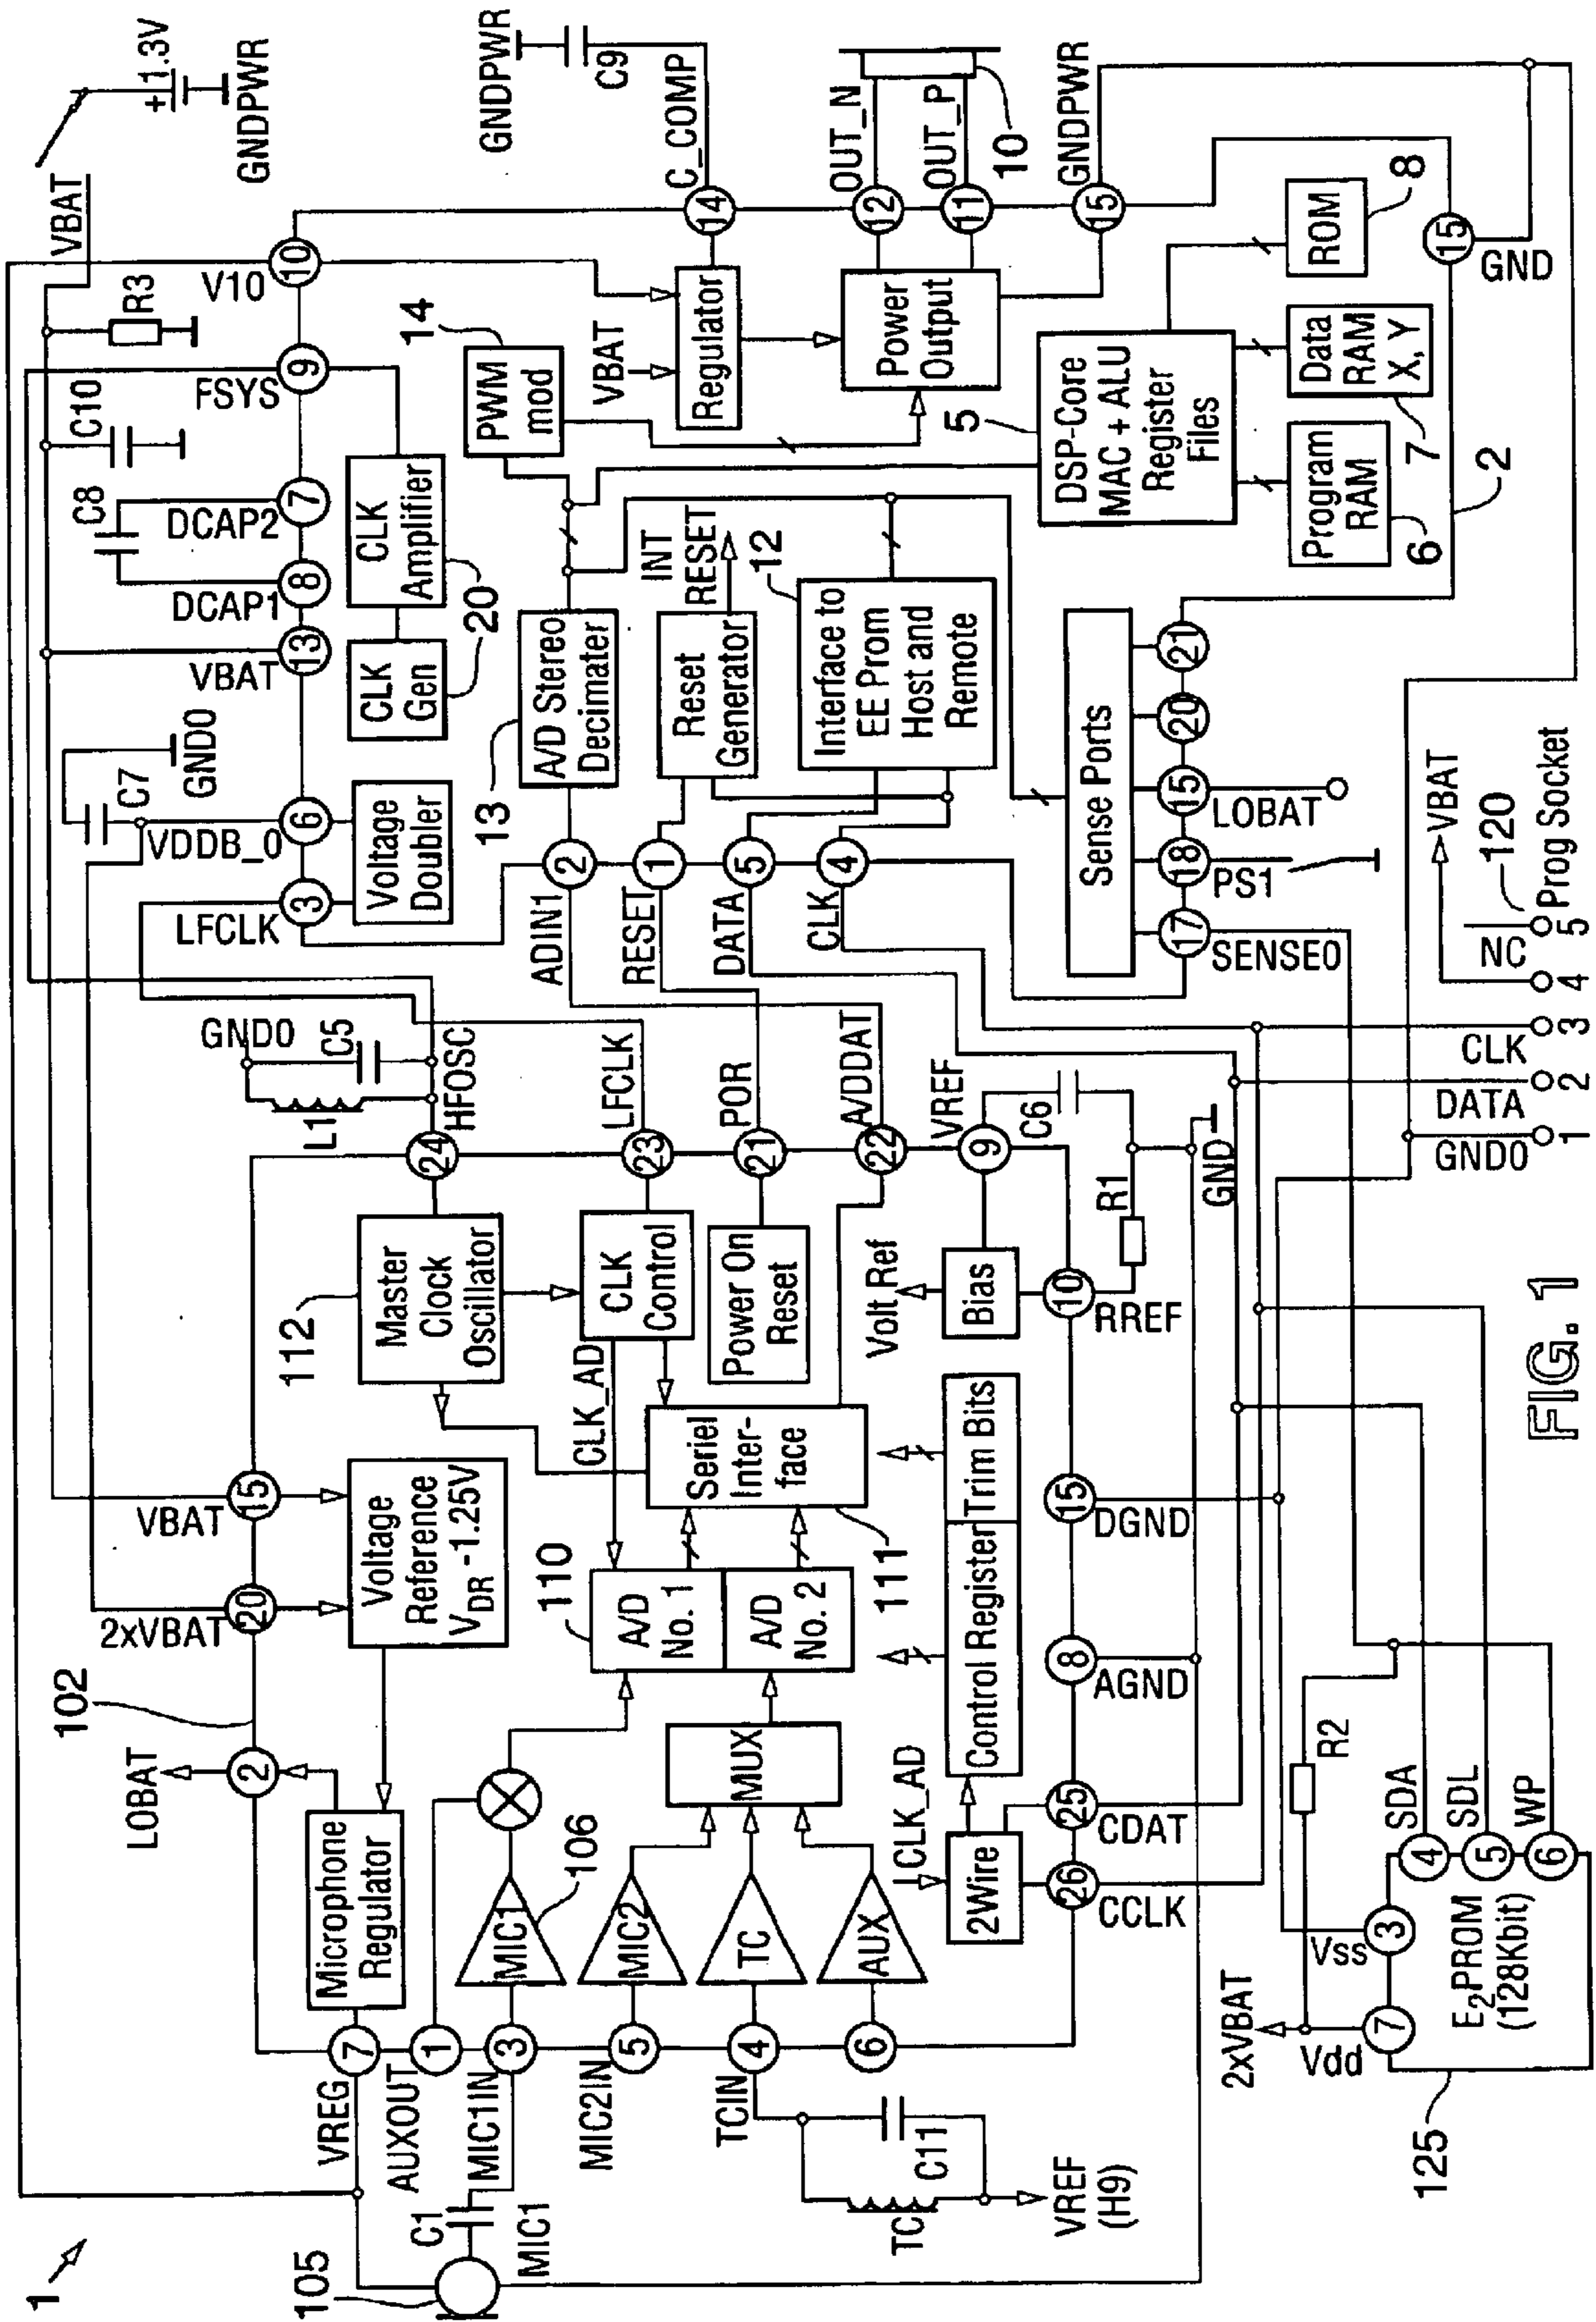 1
105
MIC1
C1
VREG
AUXOUT
MIC1IN
MIC2IN
TCIN
TC
C11
VREF
(H9)
7
1
3
5
4
6
Microphone
Regulator
LOBAT
2
102
MIC1
106
MIC2
TC
AUX
MUX
2xVBAT
20
VBAT
15
Voltage
Reference
VDR -1.25V
110
A/D
No. 1
A/D
No. 2
111
Seriel
Inter-
face
CLK_AD
112
Master
Clock
Oscillator
CLK
Control
Power On
Reset
Volt Ref
Bias
CLK_AD
2Wire
Control Register
Trim Bits
26
CCLK
25
CDAT
8
AGND
15
DGND
10
RREF
R1
GND
9
VREF
C6
24
HFOSC
L1
C5
GND0
23
LFCLK
21
POR
22
A/DDAT
125
2xVBAT
Vdd
7
Vss
3
E2PROM
(128Kbit)
4
SDA
5
SDL
6
WP
R2
FIG. 1
LFCLK
3
VDDB_0
6
C7
GND0
Voltage
Doubler
VBAT
13
DCAP1
8
DCAP2
7
C8
C10
FSYS
9
R3
V10
10
VBAT
+ 1.3V
GNDPWR
CLK
Gen
CLK
Amplifier
20
ADIN1
2
RESET
1
DATA
5
CLK
4
13
A/D Stereo
Decimater
Reset
Generator
INT
RESET
12
Interface to
EE Prom
Host and
Remote
PWM
mod
14
VBAT
Regulator
14
C_COMP
C9
GNDPWR
Power
Output
12
OUT_N
11
OUT_P
10
15
GNDPWR
5
DSP-Core
MAC + ALU
Register
Files
Program
RAM
6
Data
RAM
X, Y
7
ROM
8
15
GND
2
Sense Ports
17
SENSE0
18
PS1
15
LOBAT
20
21
GND0
1
DATA
2
CLK
3
4
VBAT
NC
5
120
Prog Socket